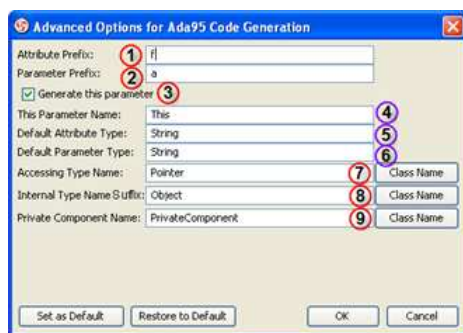 Advanced Options for Ada95 Code Generation
Attribute Prefix: 1 f
Parameter Prefix: 2 a
Generate this parameter 3
This Parameter Name: This 4
Default Attribute Type: String 5
Default Parameter Type: String 6
Accessing Type Name: Pointer 7 Class Name
Internal Type Name Suffix: Object 8 Class Name
Private Component Name: PrivateComponent 9 Class Name
Set as Default Restore to Default OK Cancel